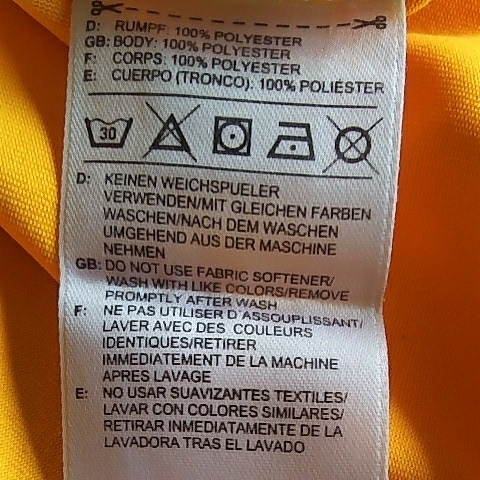 D: RUMPF: 100% POLYESTER
GB: BODY: 100% POLYESTER
F: CORPS: 100% POLYESTER
E: CUERPO (TRONCO): 100% POLIÉSTER
30
D: KEINEN WEICHSPUELER
VERWENDEN/MIT GLEICHEN FARBEN
WASCHEN/NACH DEM WASCHEN
UMGEHEND AUS DER MASCHINE
NEHMEN
GB: DO NOT USE FABRIC SOFTENER/
WASH WITH LIKE COLORS/REMOVE
PROMPTLY AFTER WASH
F: NE PAS UTILISER D'ASSOUPLISSANT/
LAVER AVEC DES COULEURS
IDENTIQUES/RETIRER
IMMEDIATEMENT DE LA MACHINE
APRES LAVAGE
E: NO USAR SUAVIZANTES TEXTILES/
LAVAR CON COLORES SIMILARES/
RETIRAR INMEDIATAMENTE DE LA
LAVADORA TRAS EL LAVADO